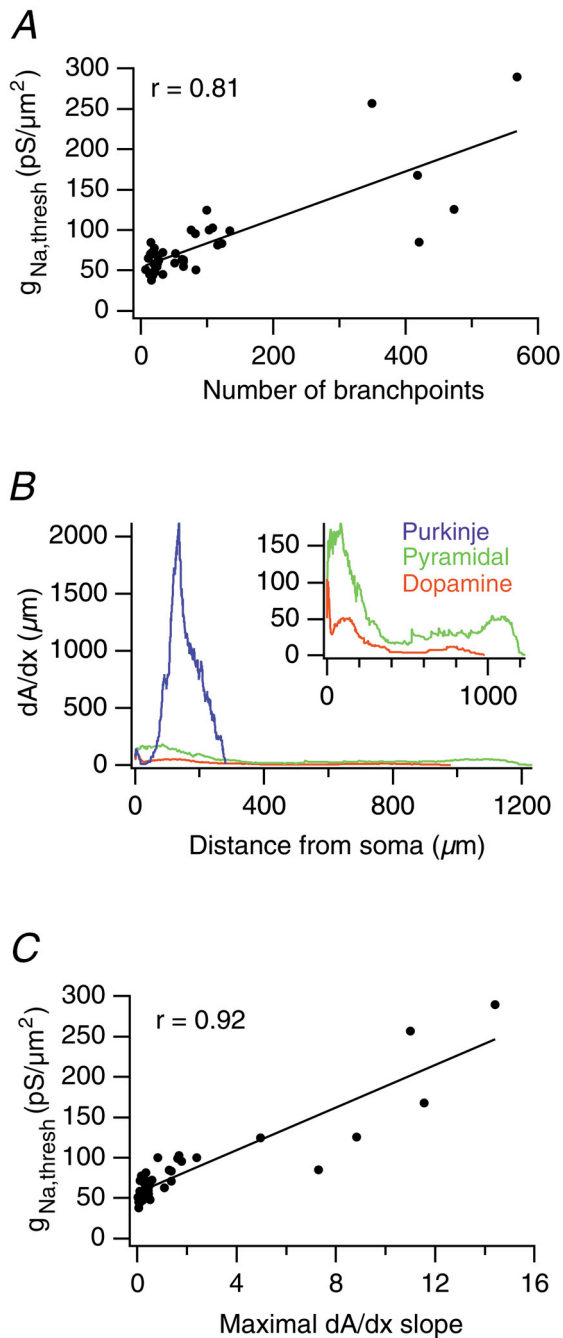 A
r = 0.81
gNa,thresh (pS/µm²)
300
250
200
150
100
50
0
0 200 400 600
Number of branchpoints
B
dA/dx (µm)
2000
1500
1000
500
0
0 400 800 1200
Distance from soma (µm)
Purkinje
Pyramidal
Dopamine
150
100
50
0
0 1000
C
r = 0.92
gNa,thresh (pS/µm²)
300
250
200
150
100
50
0
0 4 8 12 16
Maximal dA/dx slope